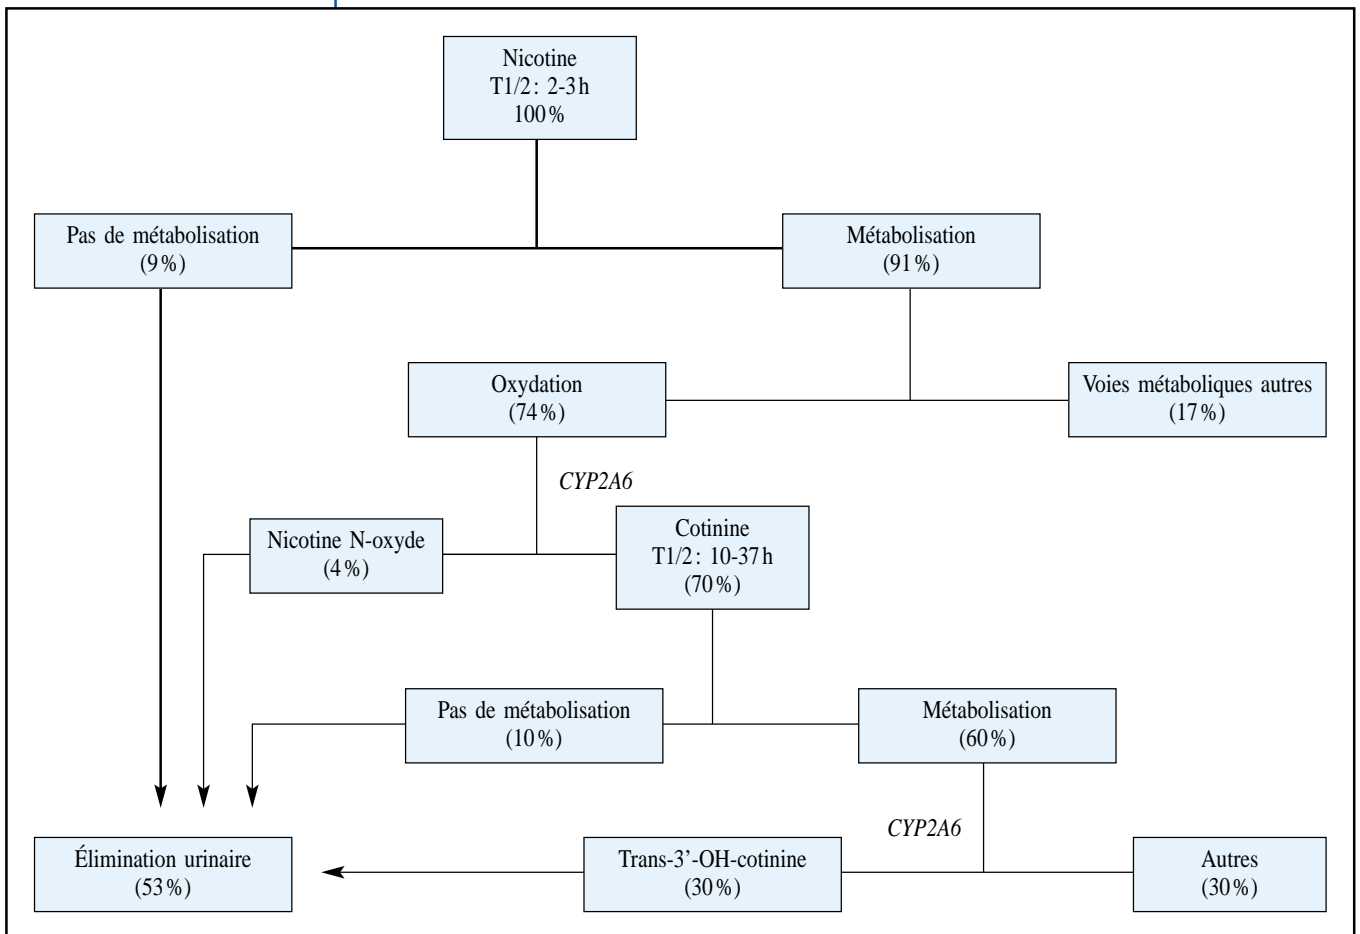 Nicotine
T1/2: 2-3 h
100 %
Pas de métabolisation
(9 %)
Métabolisation
(91 %)
Oxydation
(74 %)
Voies métaboliques autres
(17 %)
CYP2A6
Nicotine N-oxyde
(4 %)
Cotinine
T1/2: 10-37 h
(70 %)
Pas de métabolisation
(10 %)
Métabolisation
(60 %)
CYP2A6
Élimination urinaire
(53 %)
Trans-3’-OH-cotinine
(30 %)
Autres
(30 %)